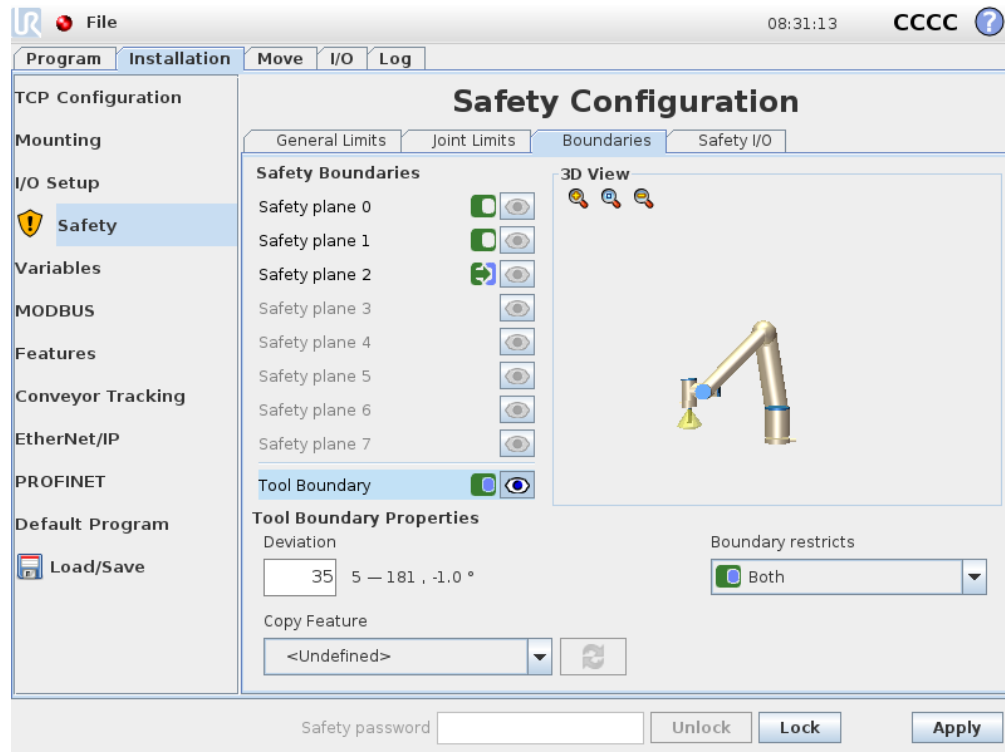 UR File 08:31:13 CCCC ?
Program Installation Move I/O Log
TCP Configuration
Mounting
I/O Setup
Safety
Variables
MODBUS
Features
Conveyor Tracking
EtherNet/IP
PROFINET
Default Program
Load/Save
Safety Configuration
General Limits Joint Limits Boundaries Safety I/O
Safety Boundaries
Safety plane 0
Safety plane 1
Safety plane 2
Safety plane 3
Safety plane 4
Safety plane 5
Safety plane 6
Safety plane 7
Tool Boundary
3D View
Tool Boundary Properties
Deviation
35 5 — 181 , -1.0 °
Boundary restricts
Both
Copy Feature
<Undefined>
Safety password Unlock Lock Apply